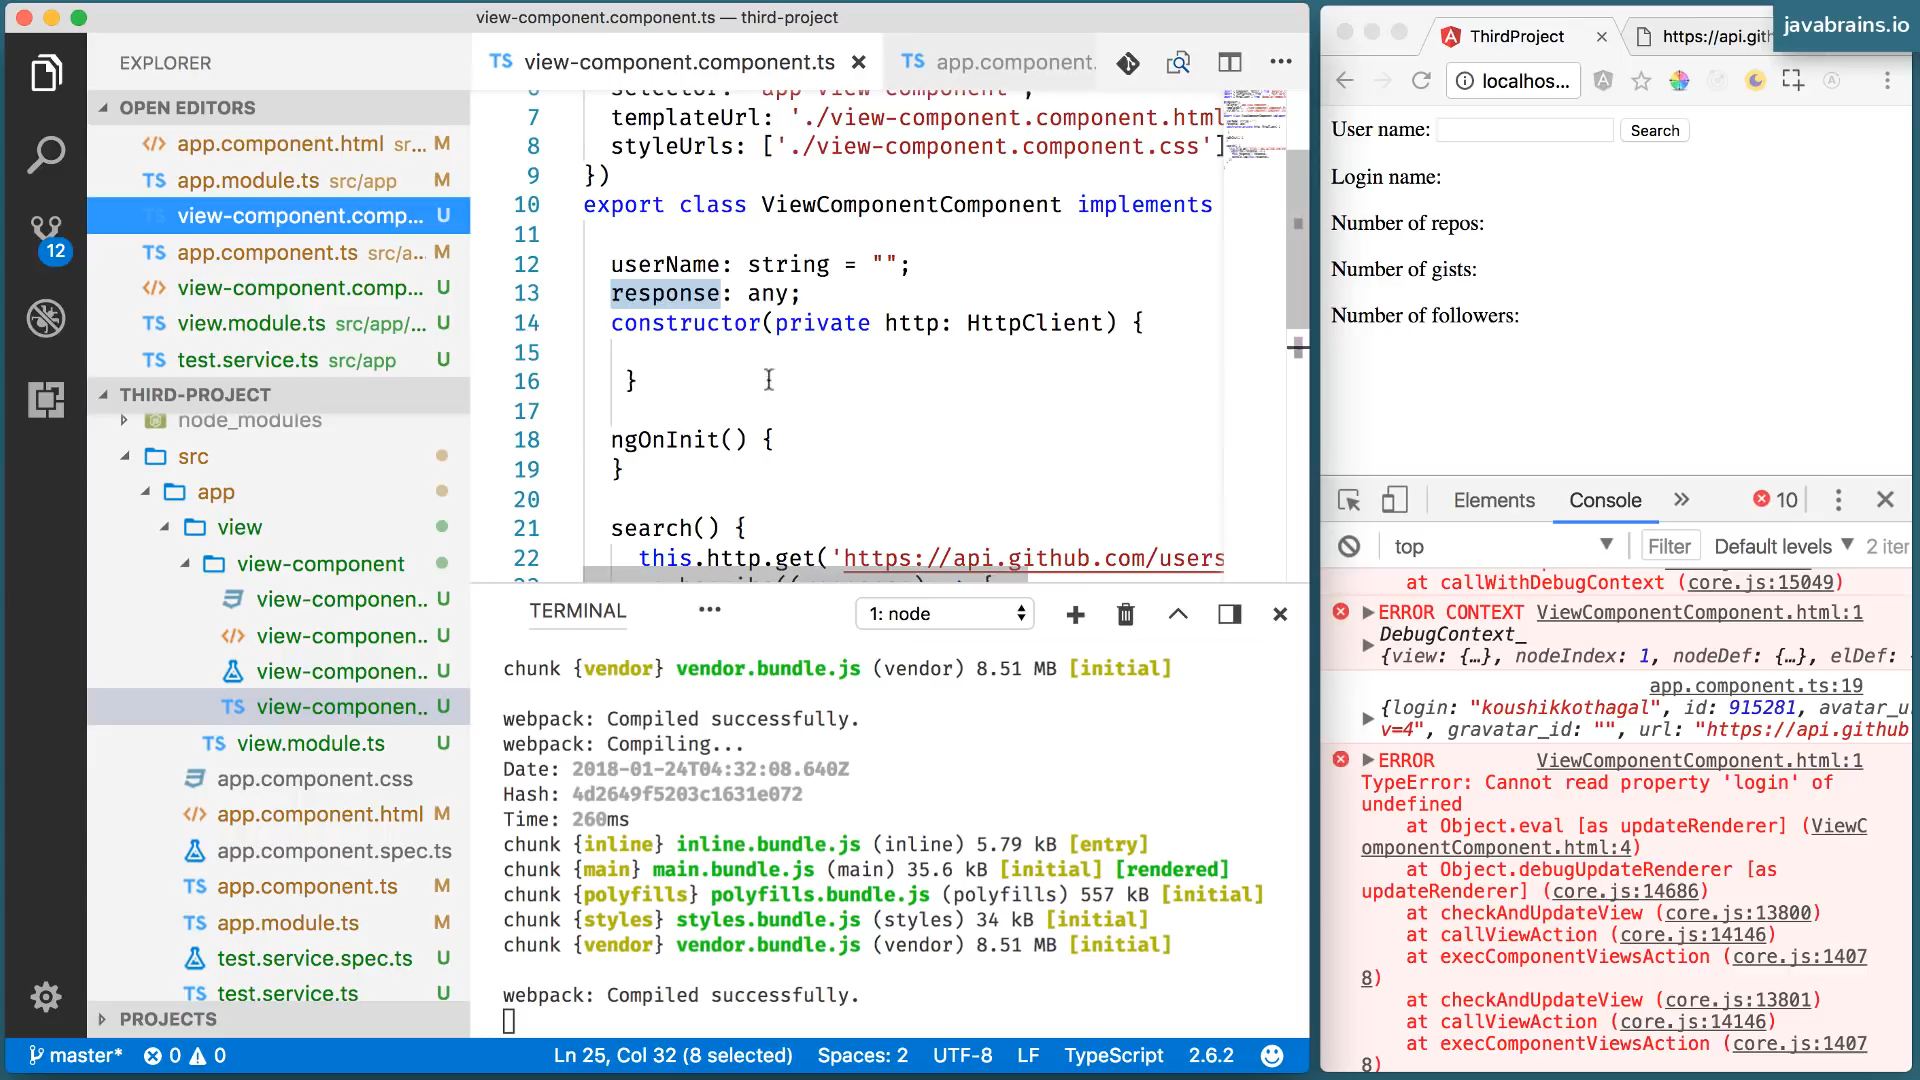 view-component.component.ts — third-project
EXPLORER
OPEN EDITORS
app.component.html sr... M
app.module.ts src/app M
view-component.comp... U
TS app.component.ts src/a... M
view-component.comp... U
TS view.module.ts src/app/... U
TS test.service.ts src/app U
THIRD-PROJECT
node_modules
src
app
view
view-component
view-componen.. U
view-componen.. U
view-componen.. U
TS view-componen.. U
TS view.module.ts U
app.component.css
app.component.html M
app.component.spec.ts
TS app.component.ts M
TS app.module.ts M
test.service.spec.ts U
TS test.service.ts U
PROJECTS
12
TS view-component.component.ts
TS app.component.
selector: 'app-view-component',
7 templateUrl: './view-component.component.html
8 styleUrls: ['./view-component.component.css']
9 })
10 export class ViewComponentComponent implements
11
12 userName: string = "";
13 response: any;
14 constructor(private http: HttpClient) {
15
16 }
17
18 ngOnInit() {
19 }
20
21 search() {
22 this.http.get('https://api.github.com/users
TERMINAL
1: node
chunk {vendor} vendor.bundle.js (vendor) 8.51 MB [initial]
webpack: Compiled successfully.
webpack: Compiling...
Date: 2018-01-24T04:32:08.640Z
Hash: 4d2649f5203c1631e072
Time: 260ms
chunk {inline} inline.bundle.js (inline) 5.79 kB [entry]
chunk {main} main.bundle.js (main) 35.6 kB [initial] [rendered]
chunk {polyfills} polyfills.bundle.js (polyfills) 557 kB [initial]
chunk {styles} styles.bundle.js (styles) 34 kB [initial]
chunk {vendor} vendor.bundle.js (vendor) 8.51 MB [initial]
webpack: Compiled successfully.
master* 0 0
Ln 25, Col 32 (8 selected) Spaces: 2 UTF-8 LF TypeScript 2.6.2
javabrains.io
ThirdProject
https://api.gith
localhos...
User name: Search
Login name:
Number of repos:
Number of gists:
Number of followers:
Elements Console 10
top Filter Default levels 2 iter
at callWithDebugContext (core.js:15049)
ERROR CONTEXT ViewComponentComponent.html:1
DebugContext_
{view: {…}, nodeIndex: 1, nodeDef: {…}, elDef:
app.component.ts:19
{login: "koushikkothagal", id: 915281, avatar_u
v=4", gravatar_id: "", url: "https://api.github
ERROR ViewComponentComponent.html:1
TypeError: Cannot read property 'login' of
undefined
at Object.eval [as updateRenderer] (ViewC
omponentComponent.html:4)
at Object.debugUpdateRenderer [as
updateRenderer] (core.js:14686)
at checkAndUpdateView (core.js:13800)
at callViewAction (core.js:14146)
at execComponentViewsAction (core.js:1407
8)
at checkAndUpdateView (core.js:13801)
at callViewAction (core.js:14146)
at execComponentViewsAction (core.js:1407
8)